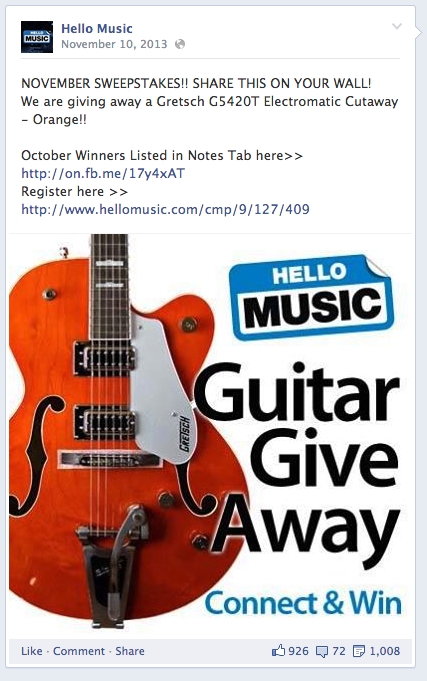 HELLO
MUSIC
Hello Music
November 10, 2013
NOVEMBER SWEEPSTAKES!! SHARE THIS ON YOUR WALL!
We are giving away a Gretsch G5420T Electromatic Cutaway
- Orange!!
October Winners Listed in Notes Tab here>>
http://on.fb.me/17y4xAT
Register here >>
http://www.hellomusic.com/cmp/9/127/409
HELLO
MUSIC
Guitar
Give
Away
GRETSCH
Connect & Win
Like · Comment · Share 926 72 1,008